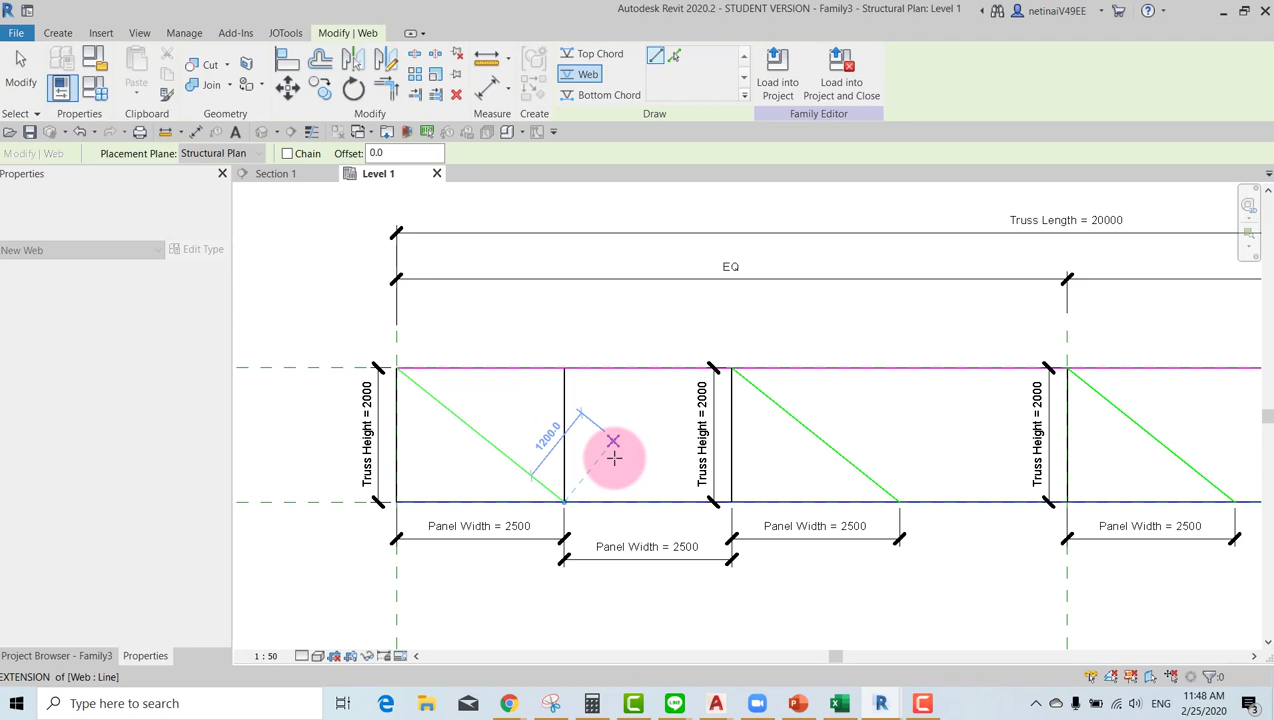 Autodesk Revit 2020.2 - STUDENT VERSION - Family3 - Structural Plan: Level 1
netinaiV49EE
File Create Insert View Manage Add-Ins JOTools Modify | Web
Modify
Paste
Cut
Join
Top Chord
Web
Bottom Chord
Load into
Project
Load into
Project and Close
Select Properties Clipboard Geometry Modify Measure Create Draw Family Editor
Modify | Web Placement Plane: Structural Plan Chain Offset: 0.0
Properties
Section 1
Level 1
New Web
Edit Type
Truss Length = 20000
EQ
Truss Height = 2000
1200.0
Truss Height = 2000
Truss Height = 2000
Panel Width = 2500
Panel Width = 2500
Panel Width = 2500
Panel Width = 2500
Project Browser - Family3 Properties
1 : 50
EXTENSION of [Web : Line]
:0
Type here to search
ENG
11:48 AM
2/25/2020
3